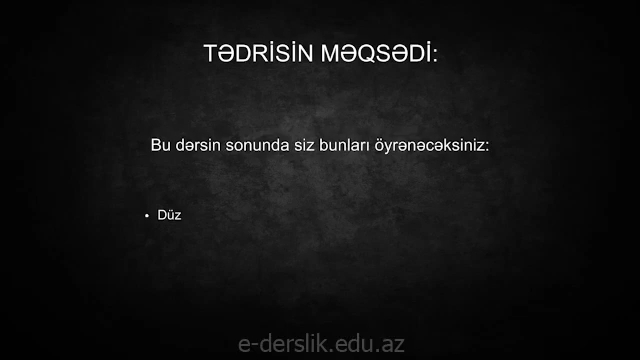 TƏDRİSİN MƏQSƏDİ:
Bu dərsin sonunda siz bunları öyrənəcəksiniz:
• Düz
e-derslik.edu.az